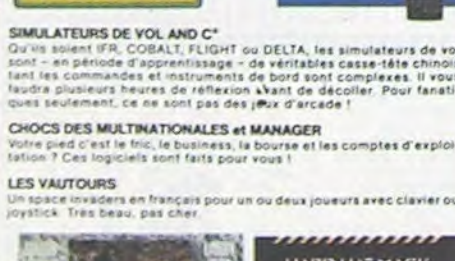 SIMULATEURS DE VOL AND C°
Qu'ils soient IFR, COBALT, FLIGHT ou DELTA, les simulateurs de vo
sont - en période d'apprentissage - de véritables casse-tête chinoi
tant les commandes et instruments de bord sont complexes. Il vous
faudra plusieurs heures de réflexion avant de décoller. Pour fanati
ques seulement, ce ne sont pas des jeux d'arcade !
CHOCS DES MULTINATIONALES et MANAGER
Votre pied c'est le fric, le business, la bourse et les comptes d'exploi
tation ? Ces logiciels sont faits pour vous !
LES VAUTOURS
Un space invaders en français pour un ou deux joueurs avec clavier ou
joystick. Très beau, pas cher.